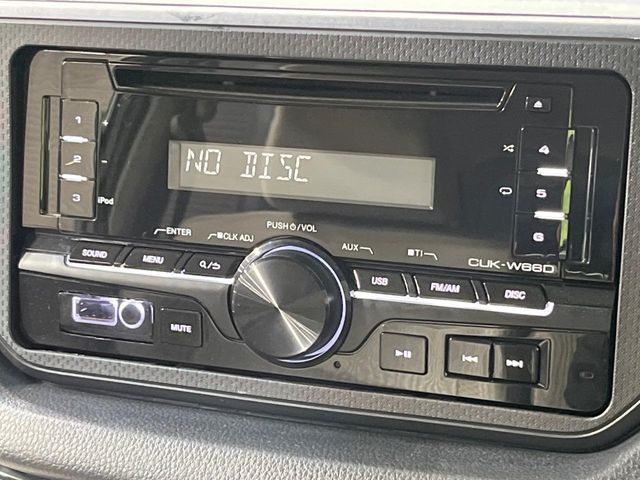 1
2
3
iPod
NO DISC
4
5
6
ENTER
CLK ADJ
PUSH /VOL
AUX
TI
CUK-W66D
SOUND
MENU
USB
FM/AM
DISC
MUTE